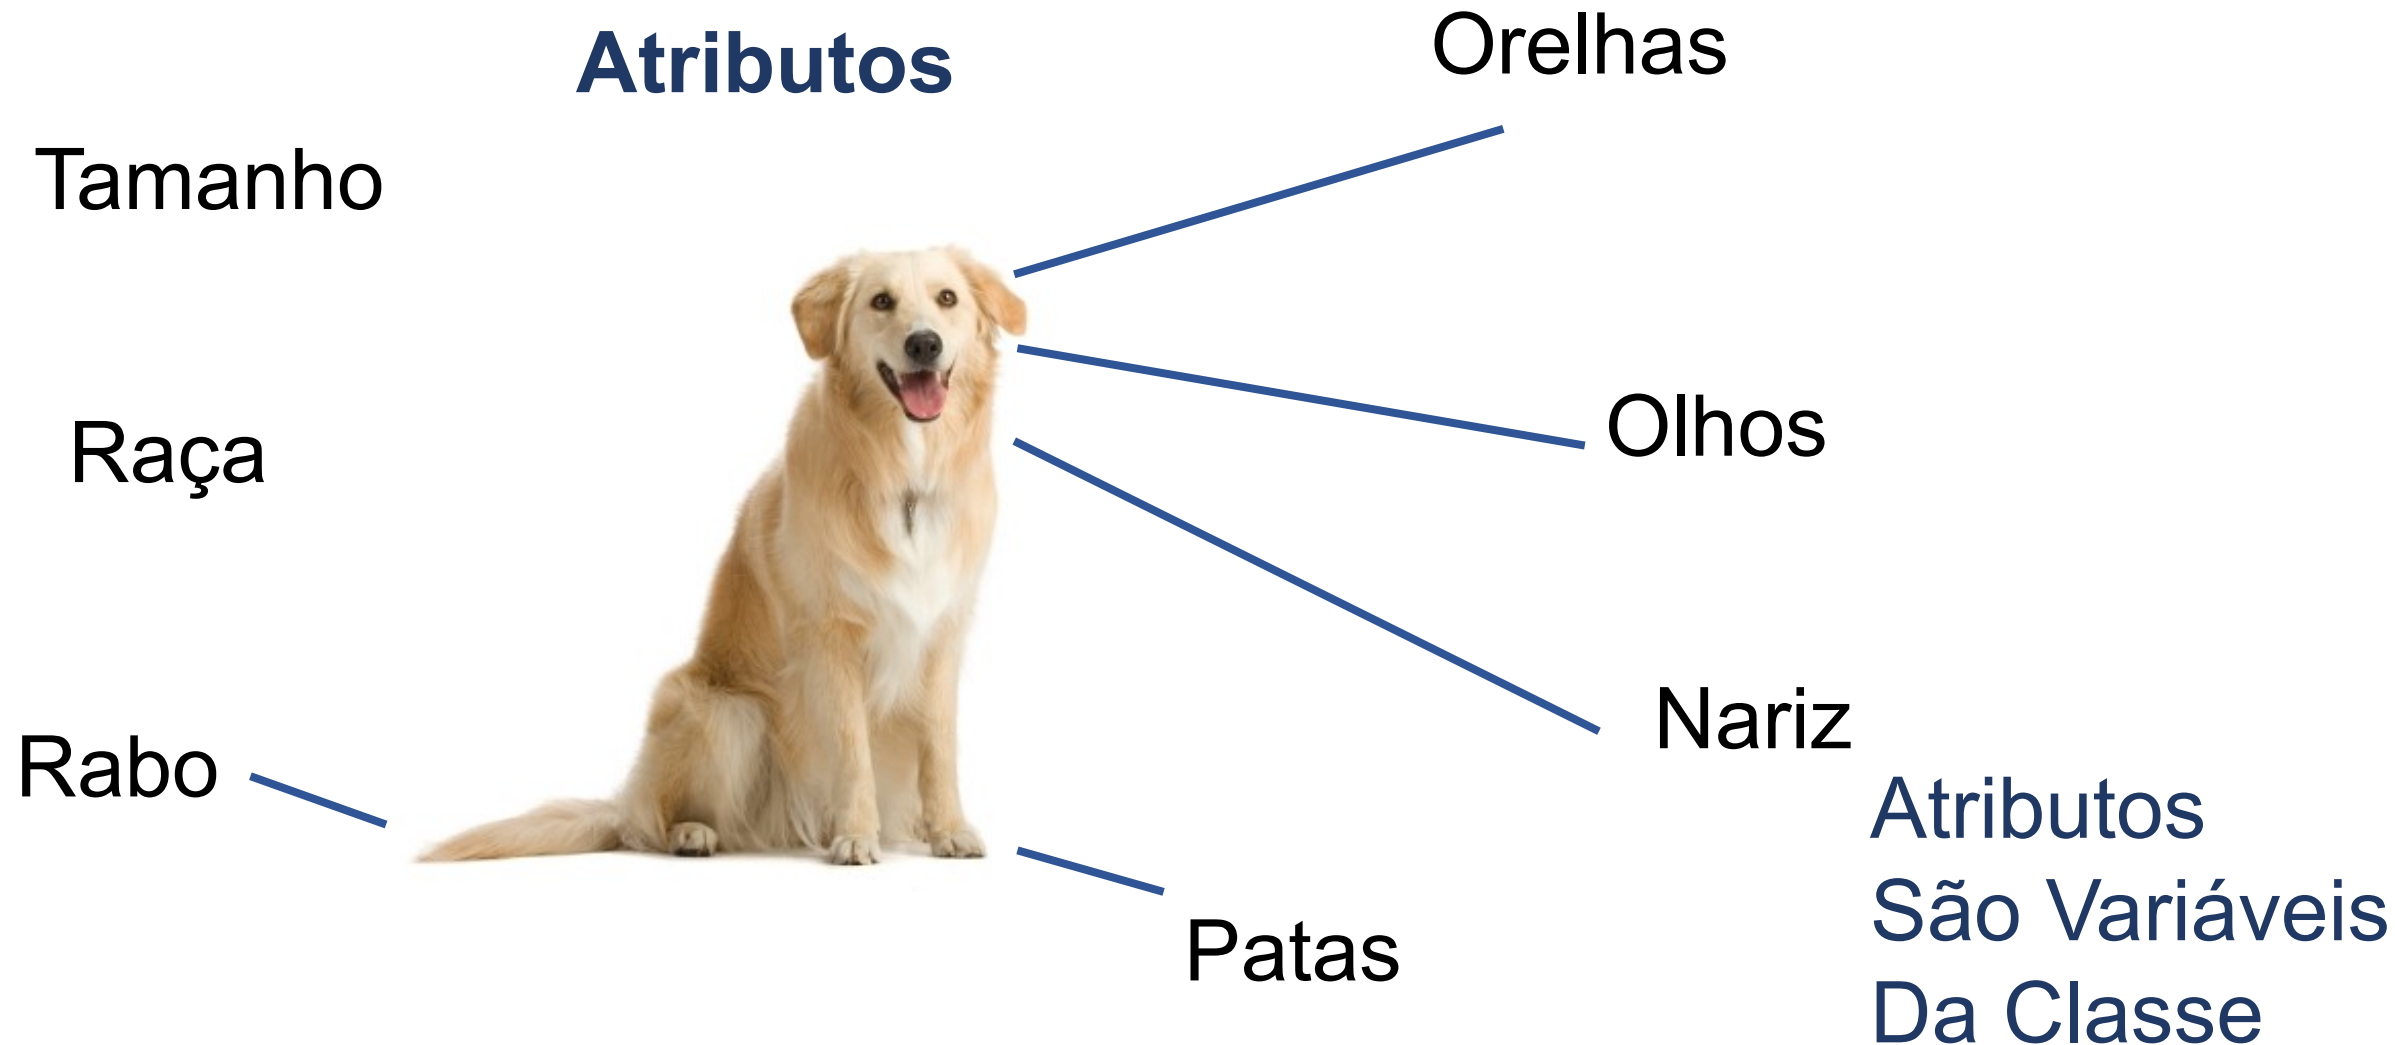 Atributos
Orelhas
Tamanho
Olhos
Raça
Nariz
Rabo
Patas
Atributos
São Variáveis
Da Classe